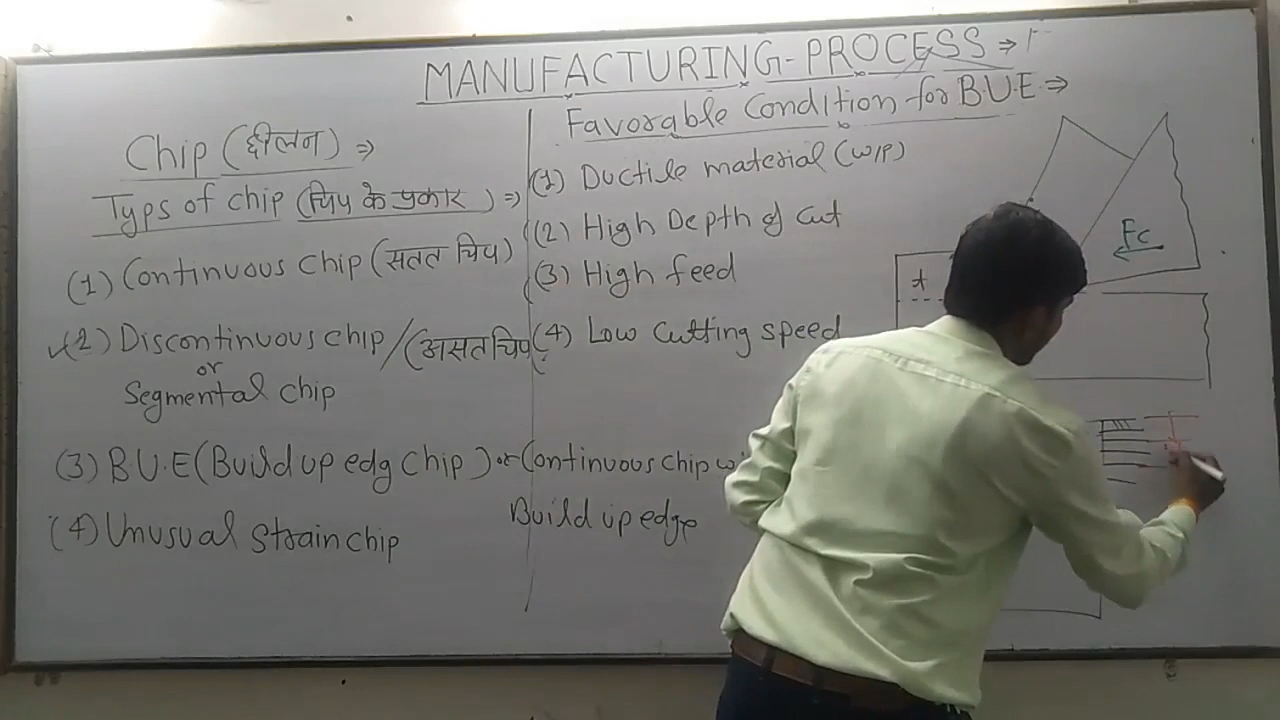 MANUFACTURING-PROCESS ⇒
Chip (छीलन) ⇒
Typs of chip (चिप के प्रकार) ⇒
(1) Continuous chip (सतत चिप)
(2) Discontinuous chip / (असतत चिप
or
Segmental chip
(3) B.U.E (Build up edg chip) or Continuous chip
Build up edge
(4) Unusual strain chip
Favorable Condition for B.U.E ⇒
(1) Ductile material (W/P)
(2) High Depth of cut
(3) High feed
(4) Low cutting speed
Fc
t